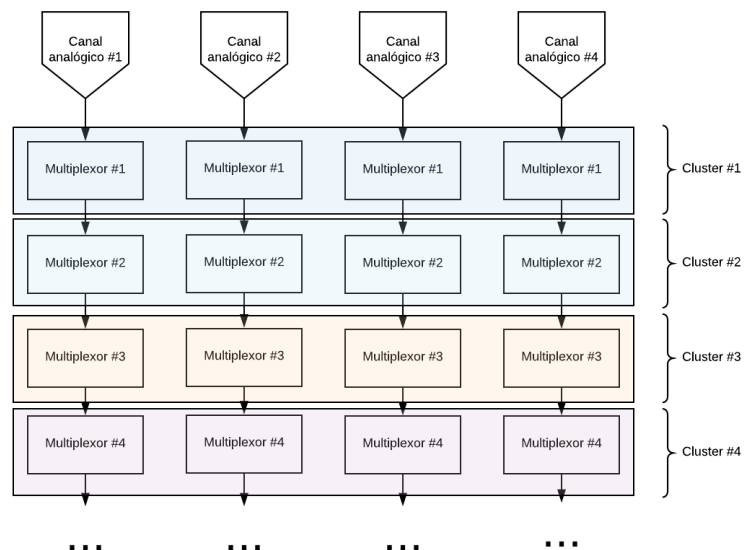 Canal
analógico #1
Canal
analógico #2
Canal
analógico #3
Canal
analógico #4
Multiplexor #1
Multiplexor #1
Multiplexor #1
Multiplexor #1
Cluster #1
Multiplexor #2
Multiplexor #2
Multiplexor #2
Multiplexor #2
Cluster #2
Multiplexor #3
Multiplexor #3
Multiplexor #3
Multiplexor #3
Cluster #3
Multiplexor #4
Multiplexor #4
Multiplexor #4
Multiplexor #4
Cluster #4
... ... ... ...